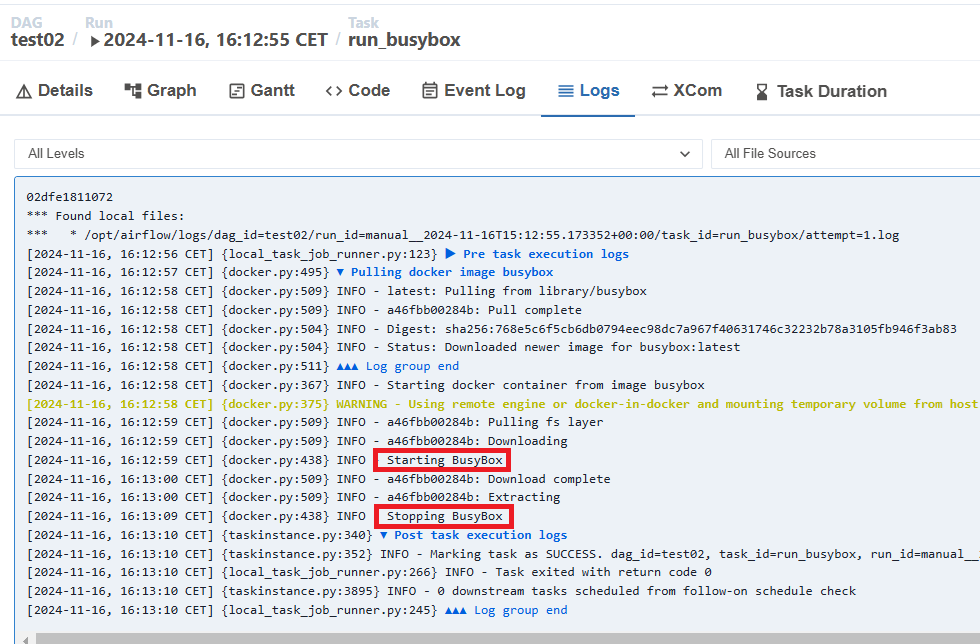 DAG Run Task
test02 / 2024-11-16, 16:12:55 CET / run_busybox
Details Graph Gantt Code Event Log Logs XCom Task Duration
All Levels All File Sources
02dfe1811072
*** Found local files:
***   * /opt/airflow/logs/dag_id=test02/run_id=manual__2024-11-16T15:12:55.173352+00:00/task_id=run_busybox/attempt=1.log
[2024-11-16, 16:12:56 CET] {local_task_job_runner.py:123} ▶ Pre task execution logs
[2024-11-16, 16:12:57 CET] {docker.py:495} ▼ Pulling docker image busybox
[2024-11-16, 16:12:58 CET] {docker.py:509} INFO - latest: Pulling from library/busybox
[2024-11-16, 16:12:58 CET] {docker.py:509} INFO - a46fbb00284b: Pull complete
[2024-11-16, 16:12:58 CET] {docker.py:504} INFO - Digest: sha256:768e5c6f5cb6db0794eec98dc7a967f40631746c32232b78a3105fb946f3ab83
[2024-11-16, 16:12:58 CET] {docker.py:504} INFO - Status: Downloaded newer image for busybox:latest
[2024-11-16, 16:12:58 CET] {docker.py:511} ▲▲▲ Log group end
[2024-11-16, 16:12:58 CET] {docker.py:367} INFO - Starting docker container from image busybox
[2024-11-16, 16:12:58 CET] {docker.py:375} WARNING - Using remote engine or docker-in-docker and mounting temporary volume from host
[2024-11-16, 16:12:59 CET] {docker.py:509} INFO - a46fbb00284b: Pulling fs layer
[2024-11-16, 16:12:59 CET] {docker.py:509} INFO - a46fbb00284b: Downloading
[2024-11-16, 16:12:59 CET] {docker.py:438} INFO Starting BusyBox
[2024-11-16, 16:13:00 CET] {docker.py:509} INFO - a46fbb00284b: Download complete
[2024-11-16, 16:13:00 CET] {docker.py:509} INFO - a46fbb00284b: Extracting
[2024-11-16, 16:13:09 CET] {docker.py:438} INFO Stopping BusyBox
[2024-11-16, 16:13:10 CET] {taskinstance.py:340} ▼ Post task execution logs
[2024-11-16, 16:13:10 CET] {taskinstance.py:352} INFO - Marking task as SUCCESS. dag_id=test02, task_id=run_busybox, run_id=manual__
[2024-11-16, 16:13:10 CET] {local_task_job_runner.py:266} INFO - Task exited with return code 0
[2024-11-16, 16:13:10 CET] {taskinstance.py:3895} INFO - 0 downstream tasks scheduled from follow-on schedule check
[2024-11-16, 16:13:10 CET] {local_task_job_runner.py:245} ▲▲▲ Log group end